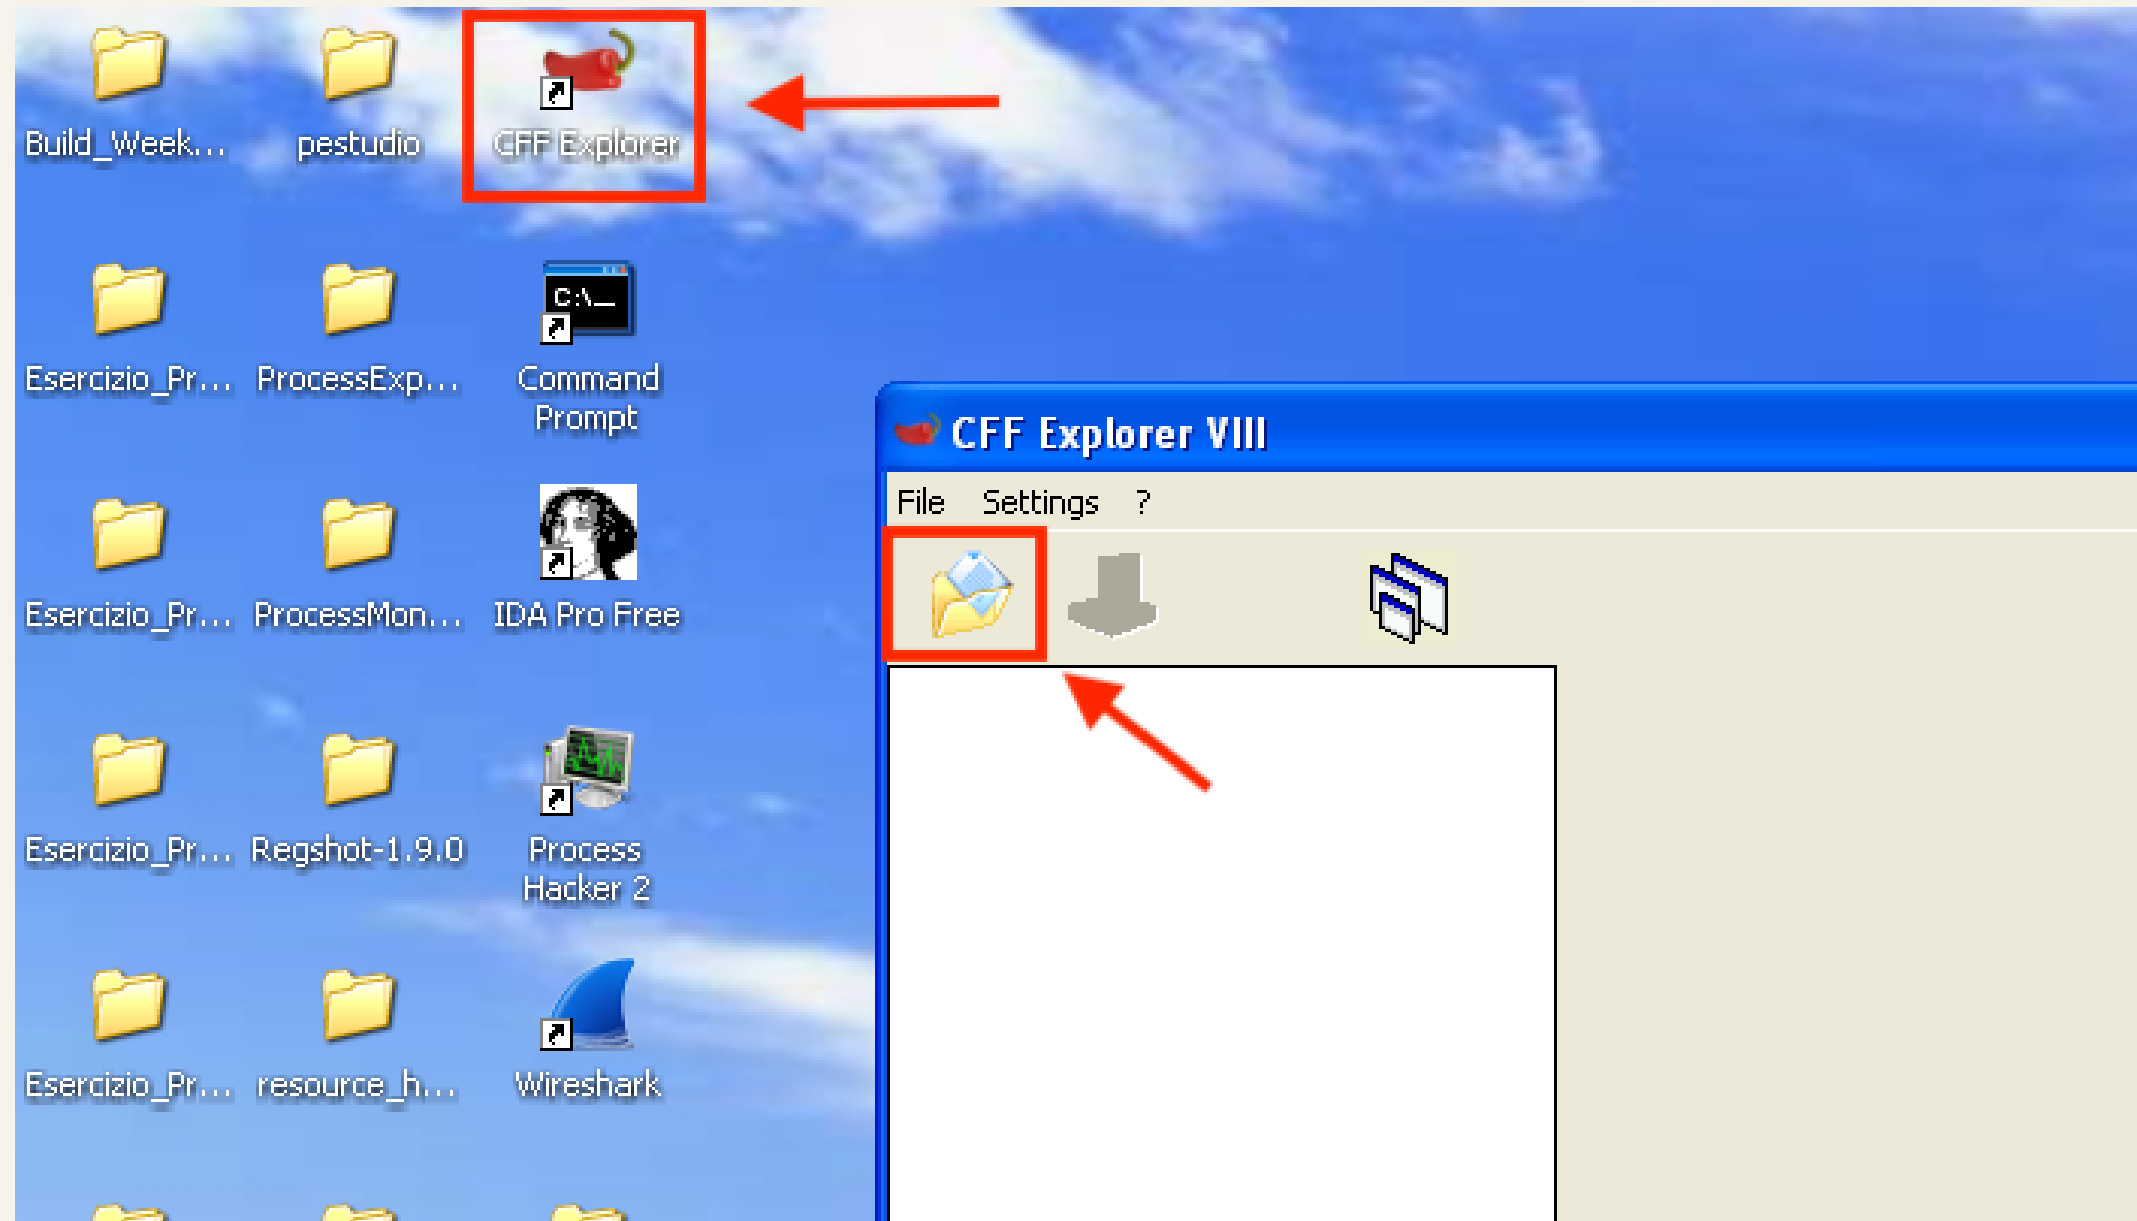 Build_Week...
pestudio
CFF Explorer
Esercizio_Pr...
ProcessExp...
C:\_
Command
Prompt
CFF Explorer VIII
File Settings ?
Esercizio_Pr...
ProcessMon...
IDA Pro Free
Esercizio_Pr...
Regshot-1.9.0
Process
Hacker 2
Esercizio_Pr...
resource_h...
Wireshark